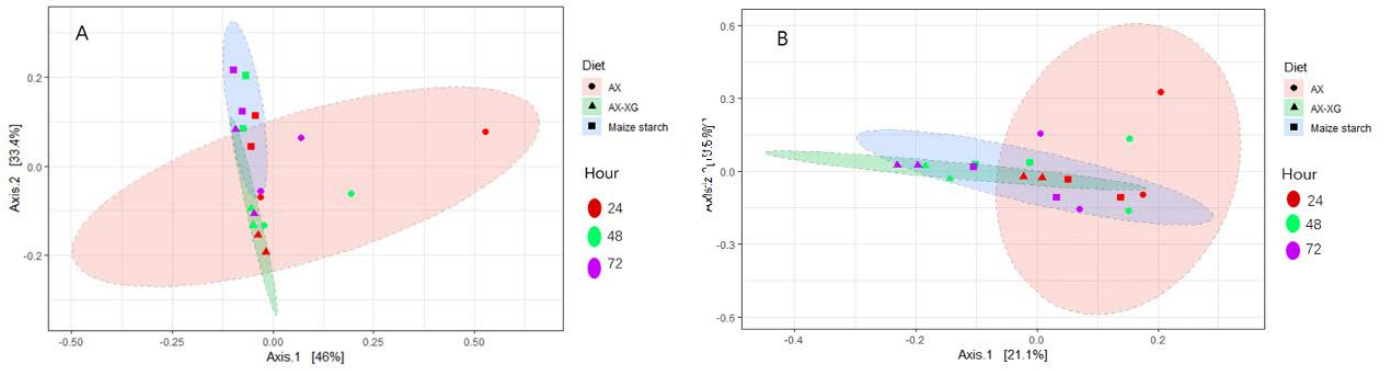 A
0.2
0.0
-0.2
Axis.2 [33.4%]
-0.50
-0.25
0.00
0.25
0.50
Axis.1 [46%]
Diet
AX
AX-XG
Maize starch
Hour
24
48
72
B
0.6
0.3
0.0
-0.3
-0.6
-0.4
-0.2
0.0
0.2
Axis.1 [21.1%]
Diet
AX
AX-XG
Maize starch
Hour
24
48
72